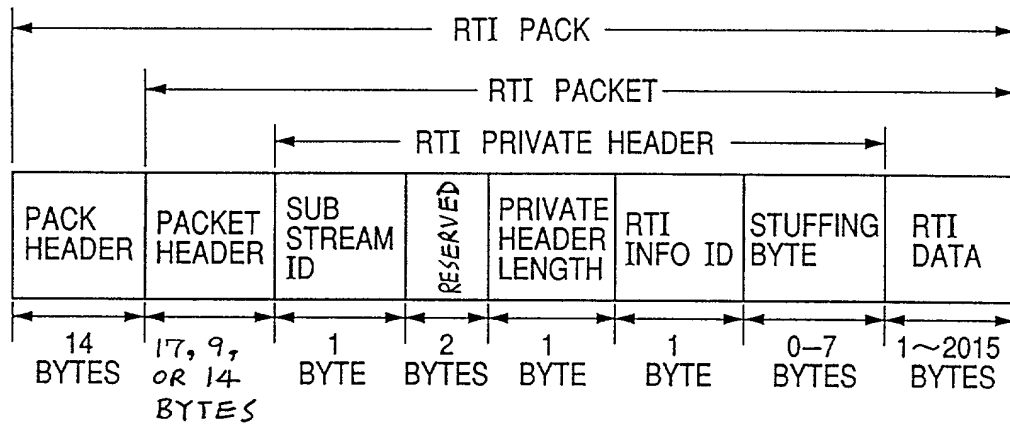 RTI PACK
RTI PACKET
RTI PRIVATE HEADER
PACK
HEADER
PACKET
HEADER
SUB
STREAM
ID
RESERVED
PRIVATE
HEADER
LENGTH
RTI
INFO ID
STUFFING
BYTE
RTI
DATA
14
BYTES
17, 9,
OR 14
BYTES
1
BYTE
2
BYTES
1
BYTE
1
BYTE
0–7
BYTES
1~2015
BYTES